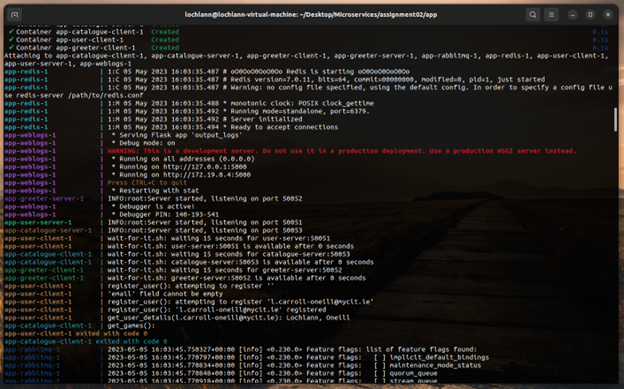 lochlann@lochlann-virtual-machine: ~/Desktop/Microservices/assignment02/app
✔ Container app-catalogue-client-1 Created 0.1s
✔ Container app-user-client-1 Created 0.1s
✔ Container app-greeter-client-1 Created 0.1s
Attaching to app-catalogue-client-1, app-catalogue-server-1, app-greeter-client-1, app-greeter-server-1, app-rabbitmq-1, app-redis-1, app-user-client-1,
app-user-server-1, app-weblogs-1
app-redis-1 | 1:C 05 May 2023 16:03:35.487 # oO0OoO0OoO0Oo Redis is starting oO0OoO0OoO0Oo
app-redis-1 | 1:C 05 May 2023 16:03:35.487 # Redis version=7.0.11, bits=64, commit=00000000, modified=0, pid=1, just started
app-redis-1 | 1:C 05 May 2023 16:03:35.487 # Warning: no config file specified, using the default config. In order to specify a config file u
se redis-server /path/to/redis.conf
app-redis-1 | 1:M 05 May 2023 16:03:35.488 * monotonic clock: POSIX clock_gettime
app-redis-1 | 1:M 05 May 2023 16:03:35.492 * Running mode=standalone, port=6379.
app-redis-1 | 1:M 05 May 2023 16:03:35.492 # Server initialized
app-redis-1 | 1:M 05 May 2023 16:03:35.494 * Ready to accept connections
app-weblogs-1 | * Serving Flask app 'output_logs'
app-weblogs-1 | * Debug mode: on
app-weblogs-1 | WARNING: This is a development server. Do not use it in a production deployment. Use a production WSGI server instead.
app-weblogs-1 | * Running on all addresses (0.0.0.0)
app-weblogs-1 | * Running on http://127.0.0.1:5000
app-weblogs-1 | * Running on http://172.19.0.4:5000
app-weblogs-1 | Press CTRL+C to quit
app-weblogs-1 | * Restarting with stat
app-greeter-server-1 | INFO:root:Server started, listening on port 50052
app-weblogs-1 | * Debugger is active!
app-weblogs-1 | * Debugger PIN: 140-193-541
app-user-server-1 | INFO:root:Server started, listening on port 50051
app-catalogue-server-1 | INFO:root:Server started, listening on port 50053
app-user-client-1 | wait-for-it.sh: waiting 15 seconds for user-server:50051
app-user-client-1 | wait-for-it.sh: user-server:50051 is available after 0 seconds
app-catalogue-client-1 | wait-for-it.sh: waiting 15 seconds for catalogue-server:50053
app-catalogue-client-1 | wait-for-it.sh: catalogue-server:50053 is available after 0 seconds
app-greeter-client-1 | wait-for-it.sh: waiting 15 seconds for greeter-server:50052
app-greeter-client-1 | wait-for-it.sh: greeter-server:50052 is available after 0 seconds
app-user-client-1 | register_user(): attempting to register ''
app-user-client-1 | 'email' field cannot be empty
app-user-client-1 | register_user(): attempting to register 'l.carroll-oneill@mycit.ie'
app-user-client-1 | register_user(): 'l.carroll-oneill@mycit.ie' registered
app-user-client-1 | get_user_details(l.carroll-oneill@mycit.ie): Lochlann, Oneill
app-catalogue-client-1 | get_games():
app-user-client-1 exited with code 0
app-catalogue-client-1 exited with code 0
app-rabbitmq-1 | 2023-05-05 16:03:45.750327+00:00 [info] <0.230.0> Feature flags: list of feature flags found:
app-rabbitmq-1 | 2023-05-05 16:03:45.770797+00:00 [info] <0.230.0> Feature flags: [ ] implicit_default_bindings
app-rabbitmq-1 | 2023-05-05 16:03:45.770834+00:00 [info] <0.230.0> Feature flags: [ ] maintenance_mode_status
app-rabbitmq-1 | 2023-05-05 16:03:45.770848+00:00 [info] <0.230.0> Feature flags: [ ] quorum_queue
app-rabbitmq-1 | 2023-05-05 16:03:45.770868+00:00 [info] <0.230.0> Feature flags: [ ] stream_queue